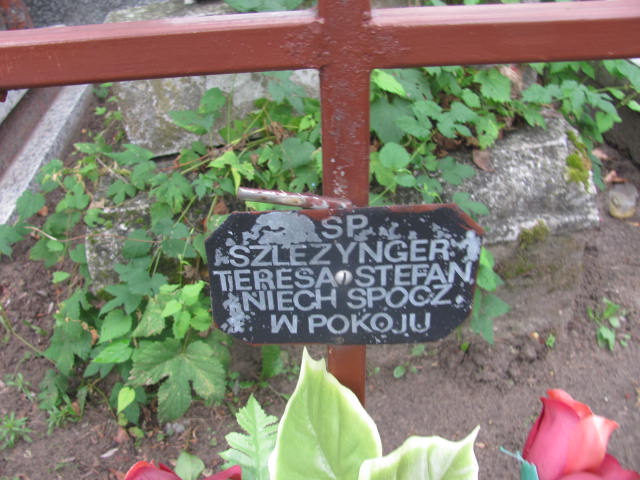 SP
SZLEZYNGER
TERESA STEFAN
NIECH SPOCZ
W POKOJU